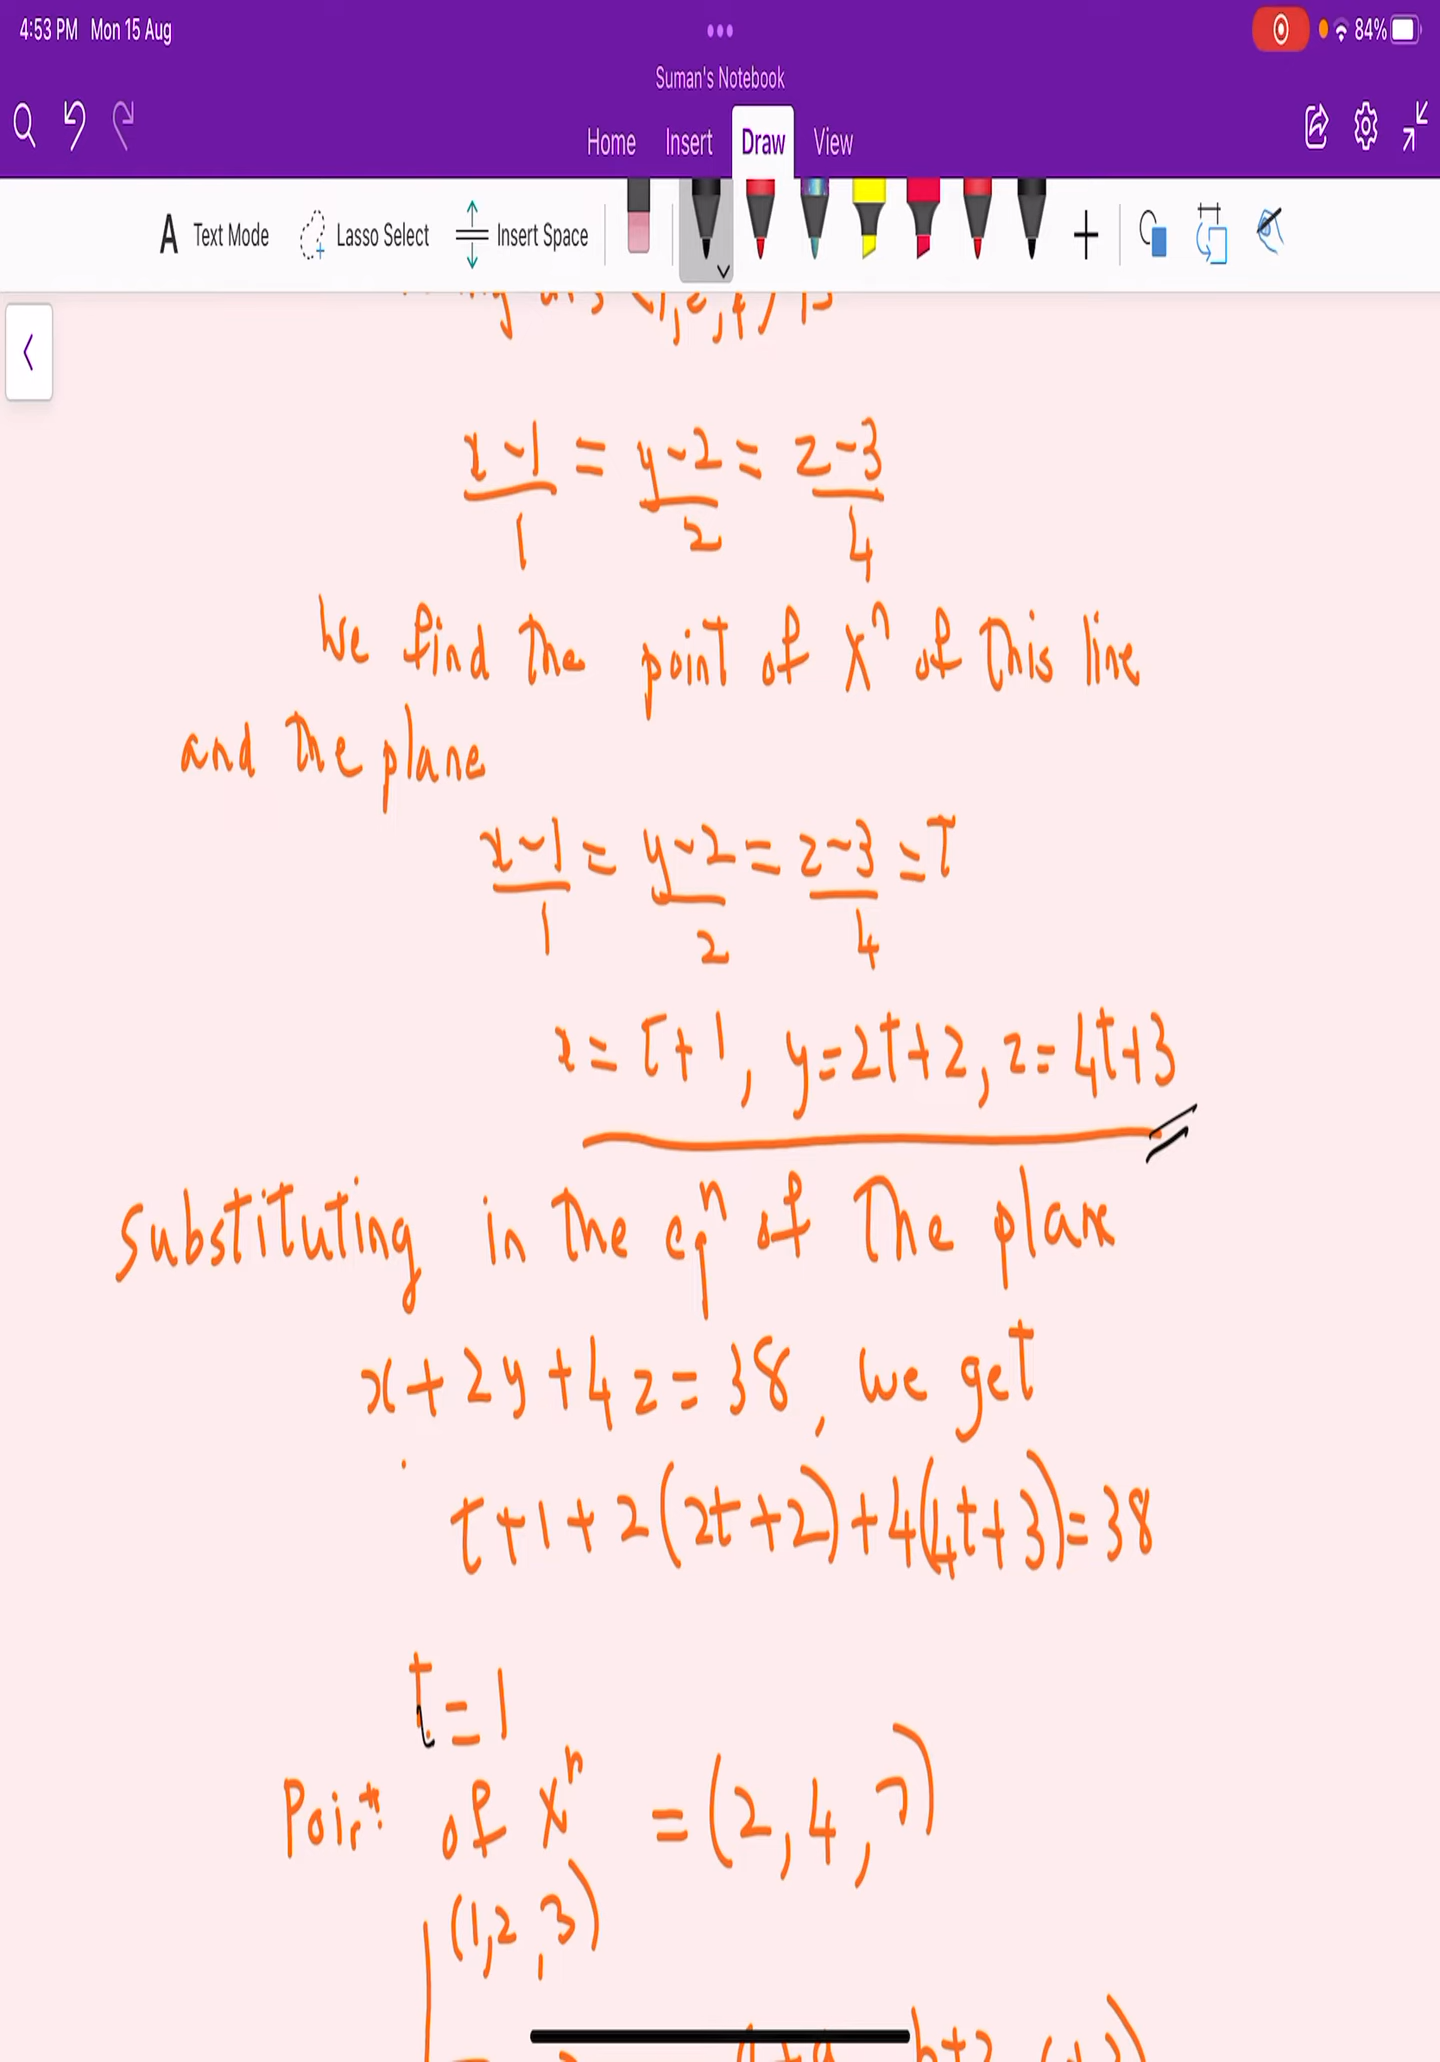 4:53 PM Mon 15 Aug
84%
Suman's Notebook
Home Insert Draw View
A Text Mode Lasso Select Insert Space
x-1/1 = y-2/2 = z-3/4
We find the point of Xⁿ of this line
and the plane
x-1/1 = y-2/2 = z-3/4 = t
x = t+1, y=2t+2, z=4t+3
Substituting in the eqⁿ of the plane
x+2y+4z=38, we get
t+1+2(2t+2)+4(4t+3)=38
t=1
Point of Xⁿ = (2,4,7)
(1,2,3)